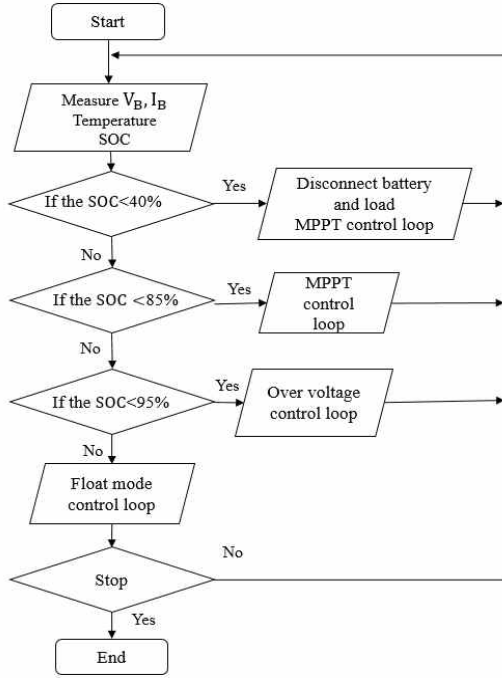 Start
Measure V_B, I_B
Temperature
SOC
If the SOC<40%
Yes
Disconnect battery
and load
MPPT control loop
No
If the SOC <85%
Yes
MPPT
control
loop
No
If the SOC<95%
Yes
Over voltage
control loop
No
Float mode
control loop
Stop
No
Yes
End